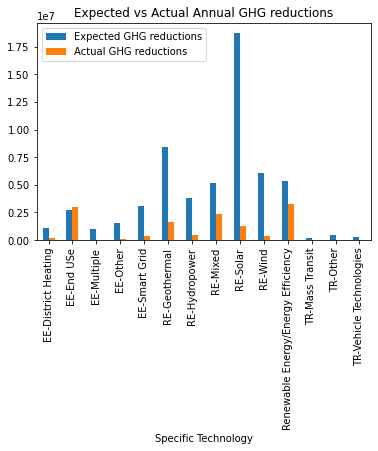 Expected vs Actual Annual GHG reductions
1e7
Expected GHG reductions
Actual GHG reductions
1.75
1.50
1.25
1.00
0.75
0.50
0.25
0.00
EE-District Heating
EE-End USe
EE-Multiple
EE-Other
EE-Smart Grid
RE-Geothermal
RE-Hydropower
RE-Mixed
RE-Solar
RE-Wind
Renewable Energy/Energy Efficiency
TR-Mass Transit
TR-Other
TR-Vehicle Technologies
Specific Technology